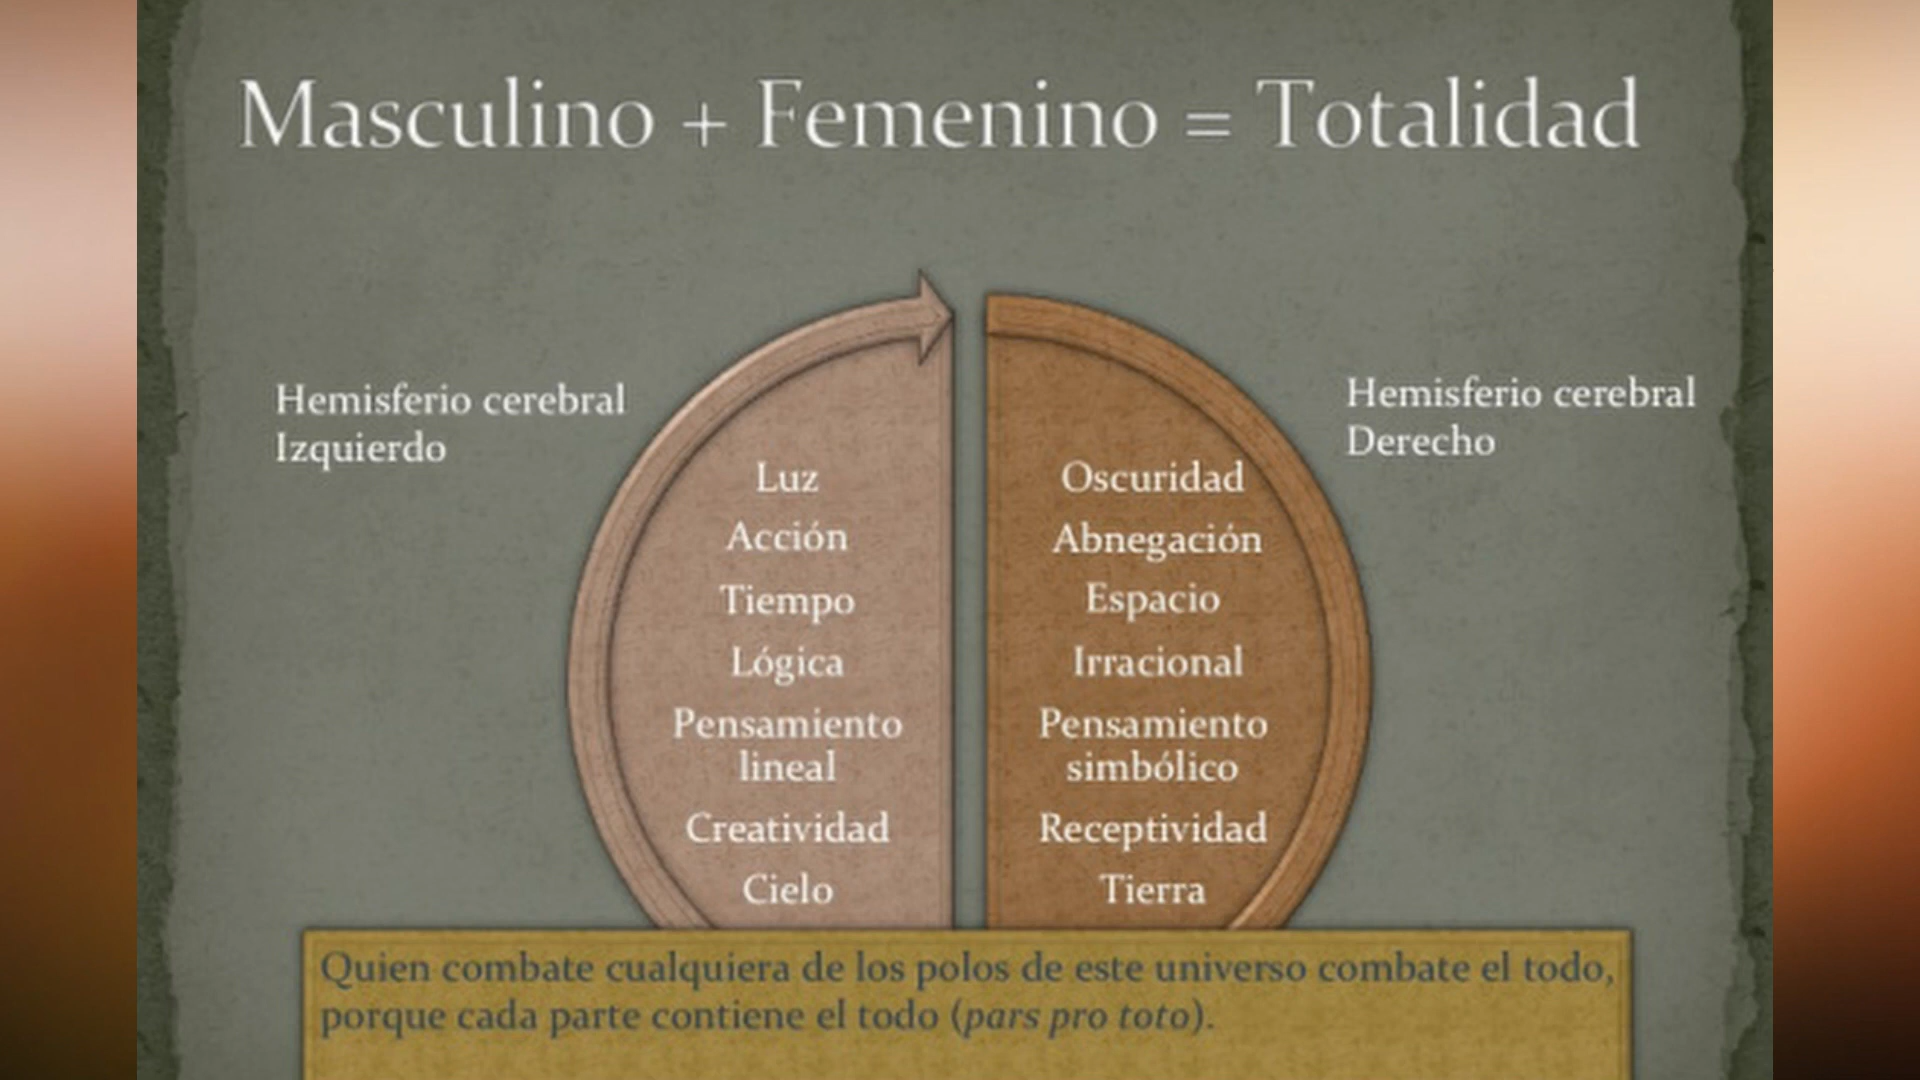 Masculino + Femenino = Totalidad
Hemisferio cerebral
Izquierdo
Luz
Acción
Tiempo
Lógica
Pensamiento
lineal
Creatividad
Cielo
Oscuridad
Abnegación
Espacio
Irracional
Pensamiento
simbólico
Receptividad
Tierra
Hemisferio cerebral
Derecho
Quien combate cualquiera de los polos de este universo combate el todo,
porque cada parte contiene el todo (pars pro toto).